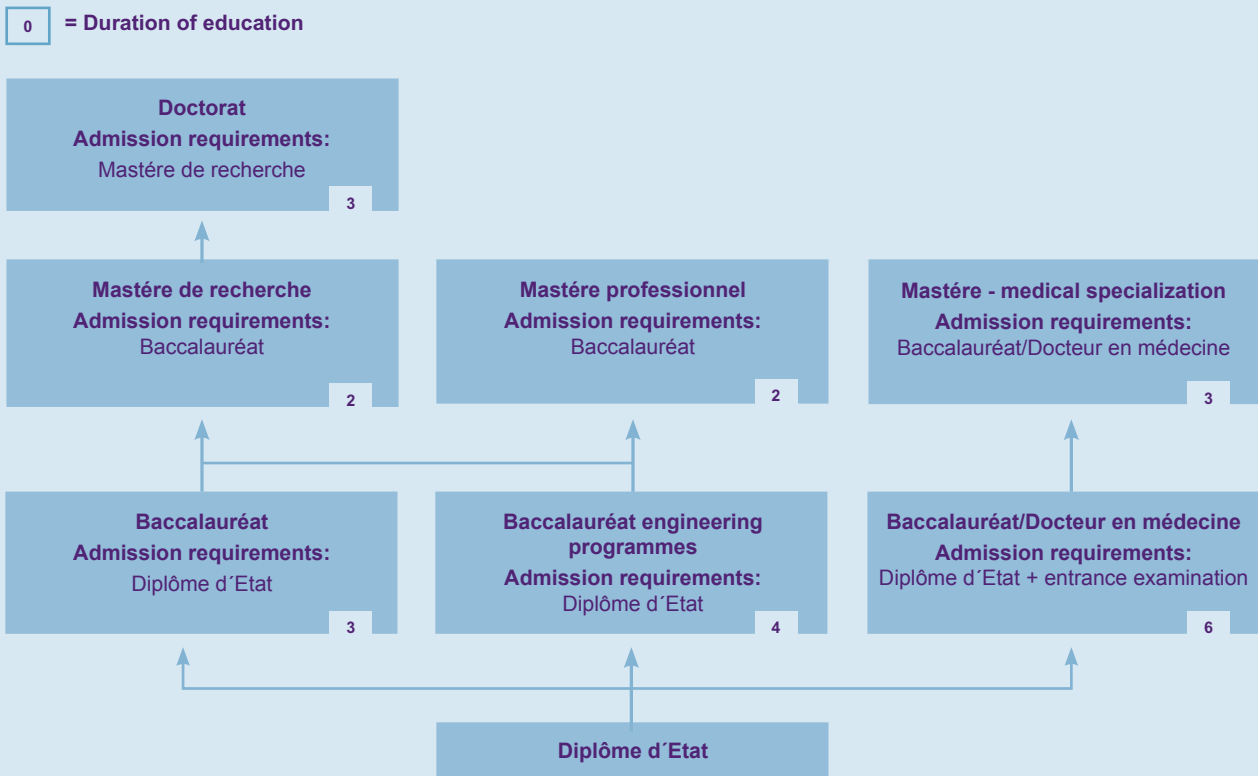 0
= Duration of education
Doctorat
Admission requirements:
Mastére de recherche
3
Mastére de recherche
Admission requirements:
Baccalauréat
2
Mastére professionnel
Admission requirements:
Baccalauréat
2
Mastére - medical specialization
Admission requirements:
Baccalauréat/Docteur en médecine
3
Baccalauréat
Admission requirements:
Diplôme d´Etat
3
Baccalauréat engineering
programmes
Admission requirements:
Diplôme d´Etat
4
Baccalauréat/Docteur en médecine
Admission requirements:
Diplôme d´Etat + entrance examination
6
Diplôme d´Etat